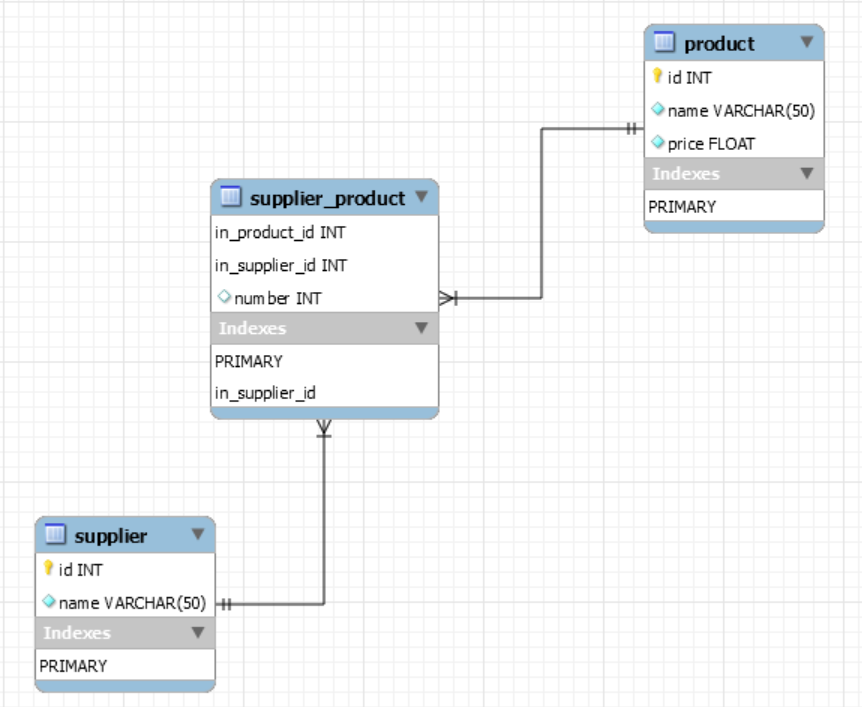 product
id INT
name VARCHAR(50)
price FLOAT
Indexes
PRIMARY
supplier_product
in_product_id INT
in_supplier_id INT
number INT
Indexes
PRIMARY
in_supplier_id
supplier
id INT
name VARCHAR(50)
Indexes
PRIMARY